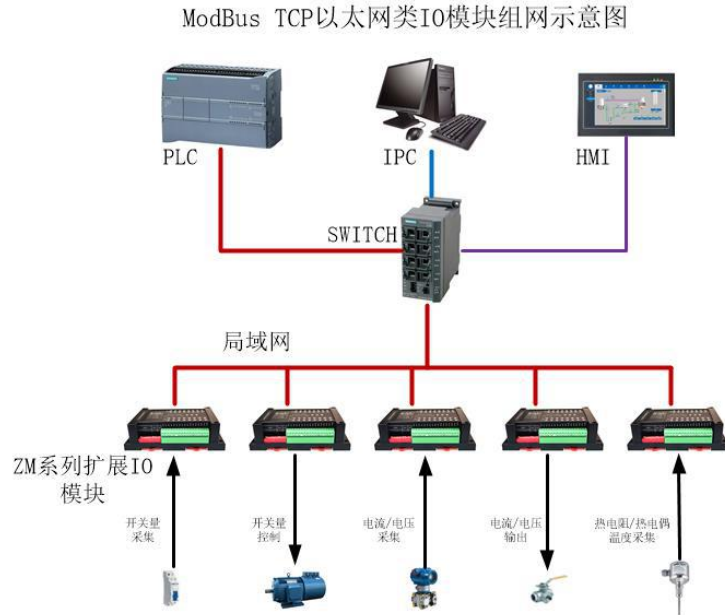 ModBus TCP以太网类IO模块组网示意图
PLC
IPC
HMI
SWITCH
局域网
ZM系列扩展IO
模块
开关量
采集
开关量
控制
电流/电压
采集
电流/电压
输出
热电阻/热电偶
温度采集